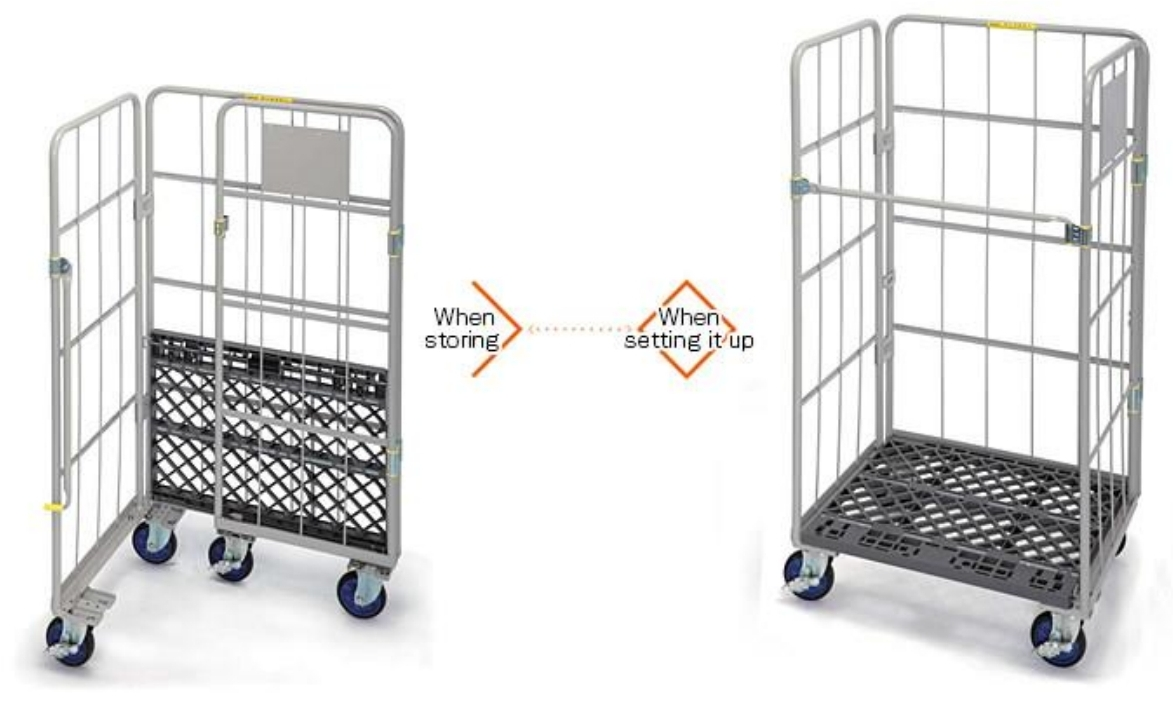 When
storing
When
setting it up